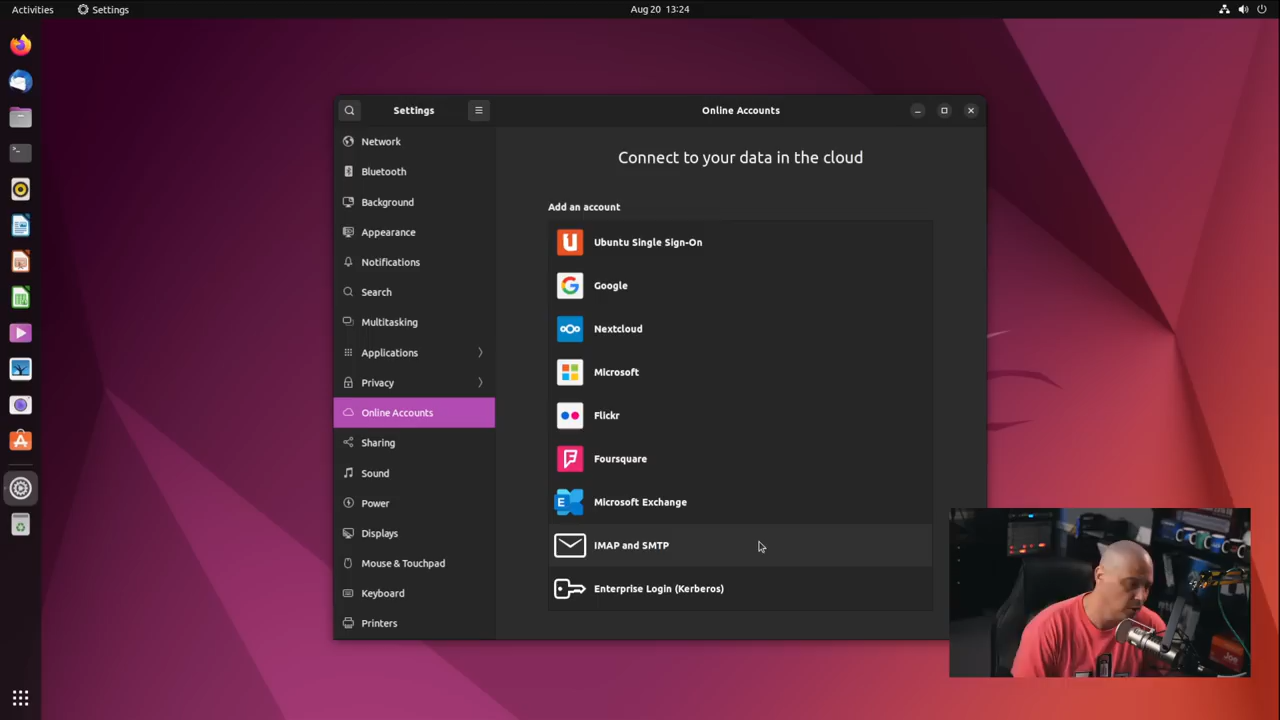 Activities
Settings
Aug 20 13:24
Settings
Online Accounts
Network
Bluetooth
Background
Appearance
Notifications
Search
Multitasking
Applications
Privacy
Online Accounts
Sharing
Sound
Power
Displays
Mouse & Touchpad
Keyboard
Printers
Connect to your data in the cloud
Add an account
Ubuntu Single Sign-On
Google
Nextcloud
Microsoft
Flickr
Foursquare
Microsoft Exchange
IMAP and SMTP
Enterprise Login (Kerberos)